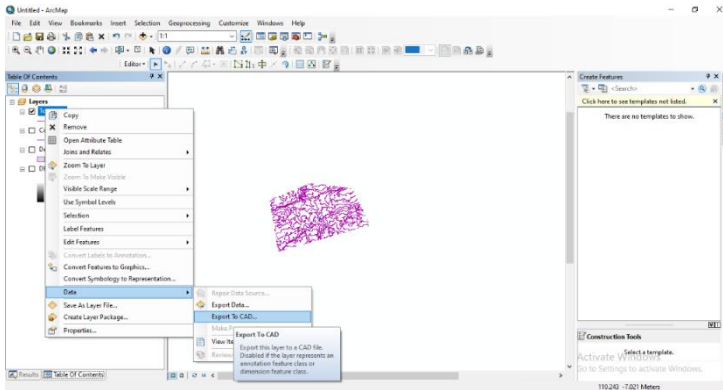 Untitled - ArcMap
File Edit View Bookmarks Insert Selection Geoprocessing Customize Windows Help
1:1
Editor
Table Of Contents
Layers
Copy
Remove
Open Attribute Table
Joins and Relates
Zoom To Layer
Zoom To Make Visible
Visible Scale Range
Use Symbol Levels
Selection
Label Features
Edit Features
Convert Labels to Annotation...
Convert Features to Graphics...
Convert Symbology to Representation...
Data
Save As Layer File...
Create Layer Package...
Properties...
Repair Data Source...
Export Data...
Export To CAD...
Make
View Ite
Export To CAD
Export this layer to a CAD file.
Disabled if the layer represents an
annotation feature class or
dimension feature class.
Create Features
<Search>
Click here to see templates not listed.
There are no templates to show.
Construction Tools
Select a template.
Activate Windows
Go to Settings to activate Windows.
Results Table Of Contents
110.243 -7.021 Meters